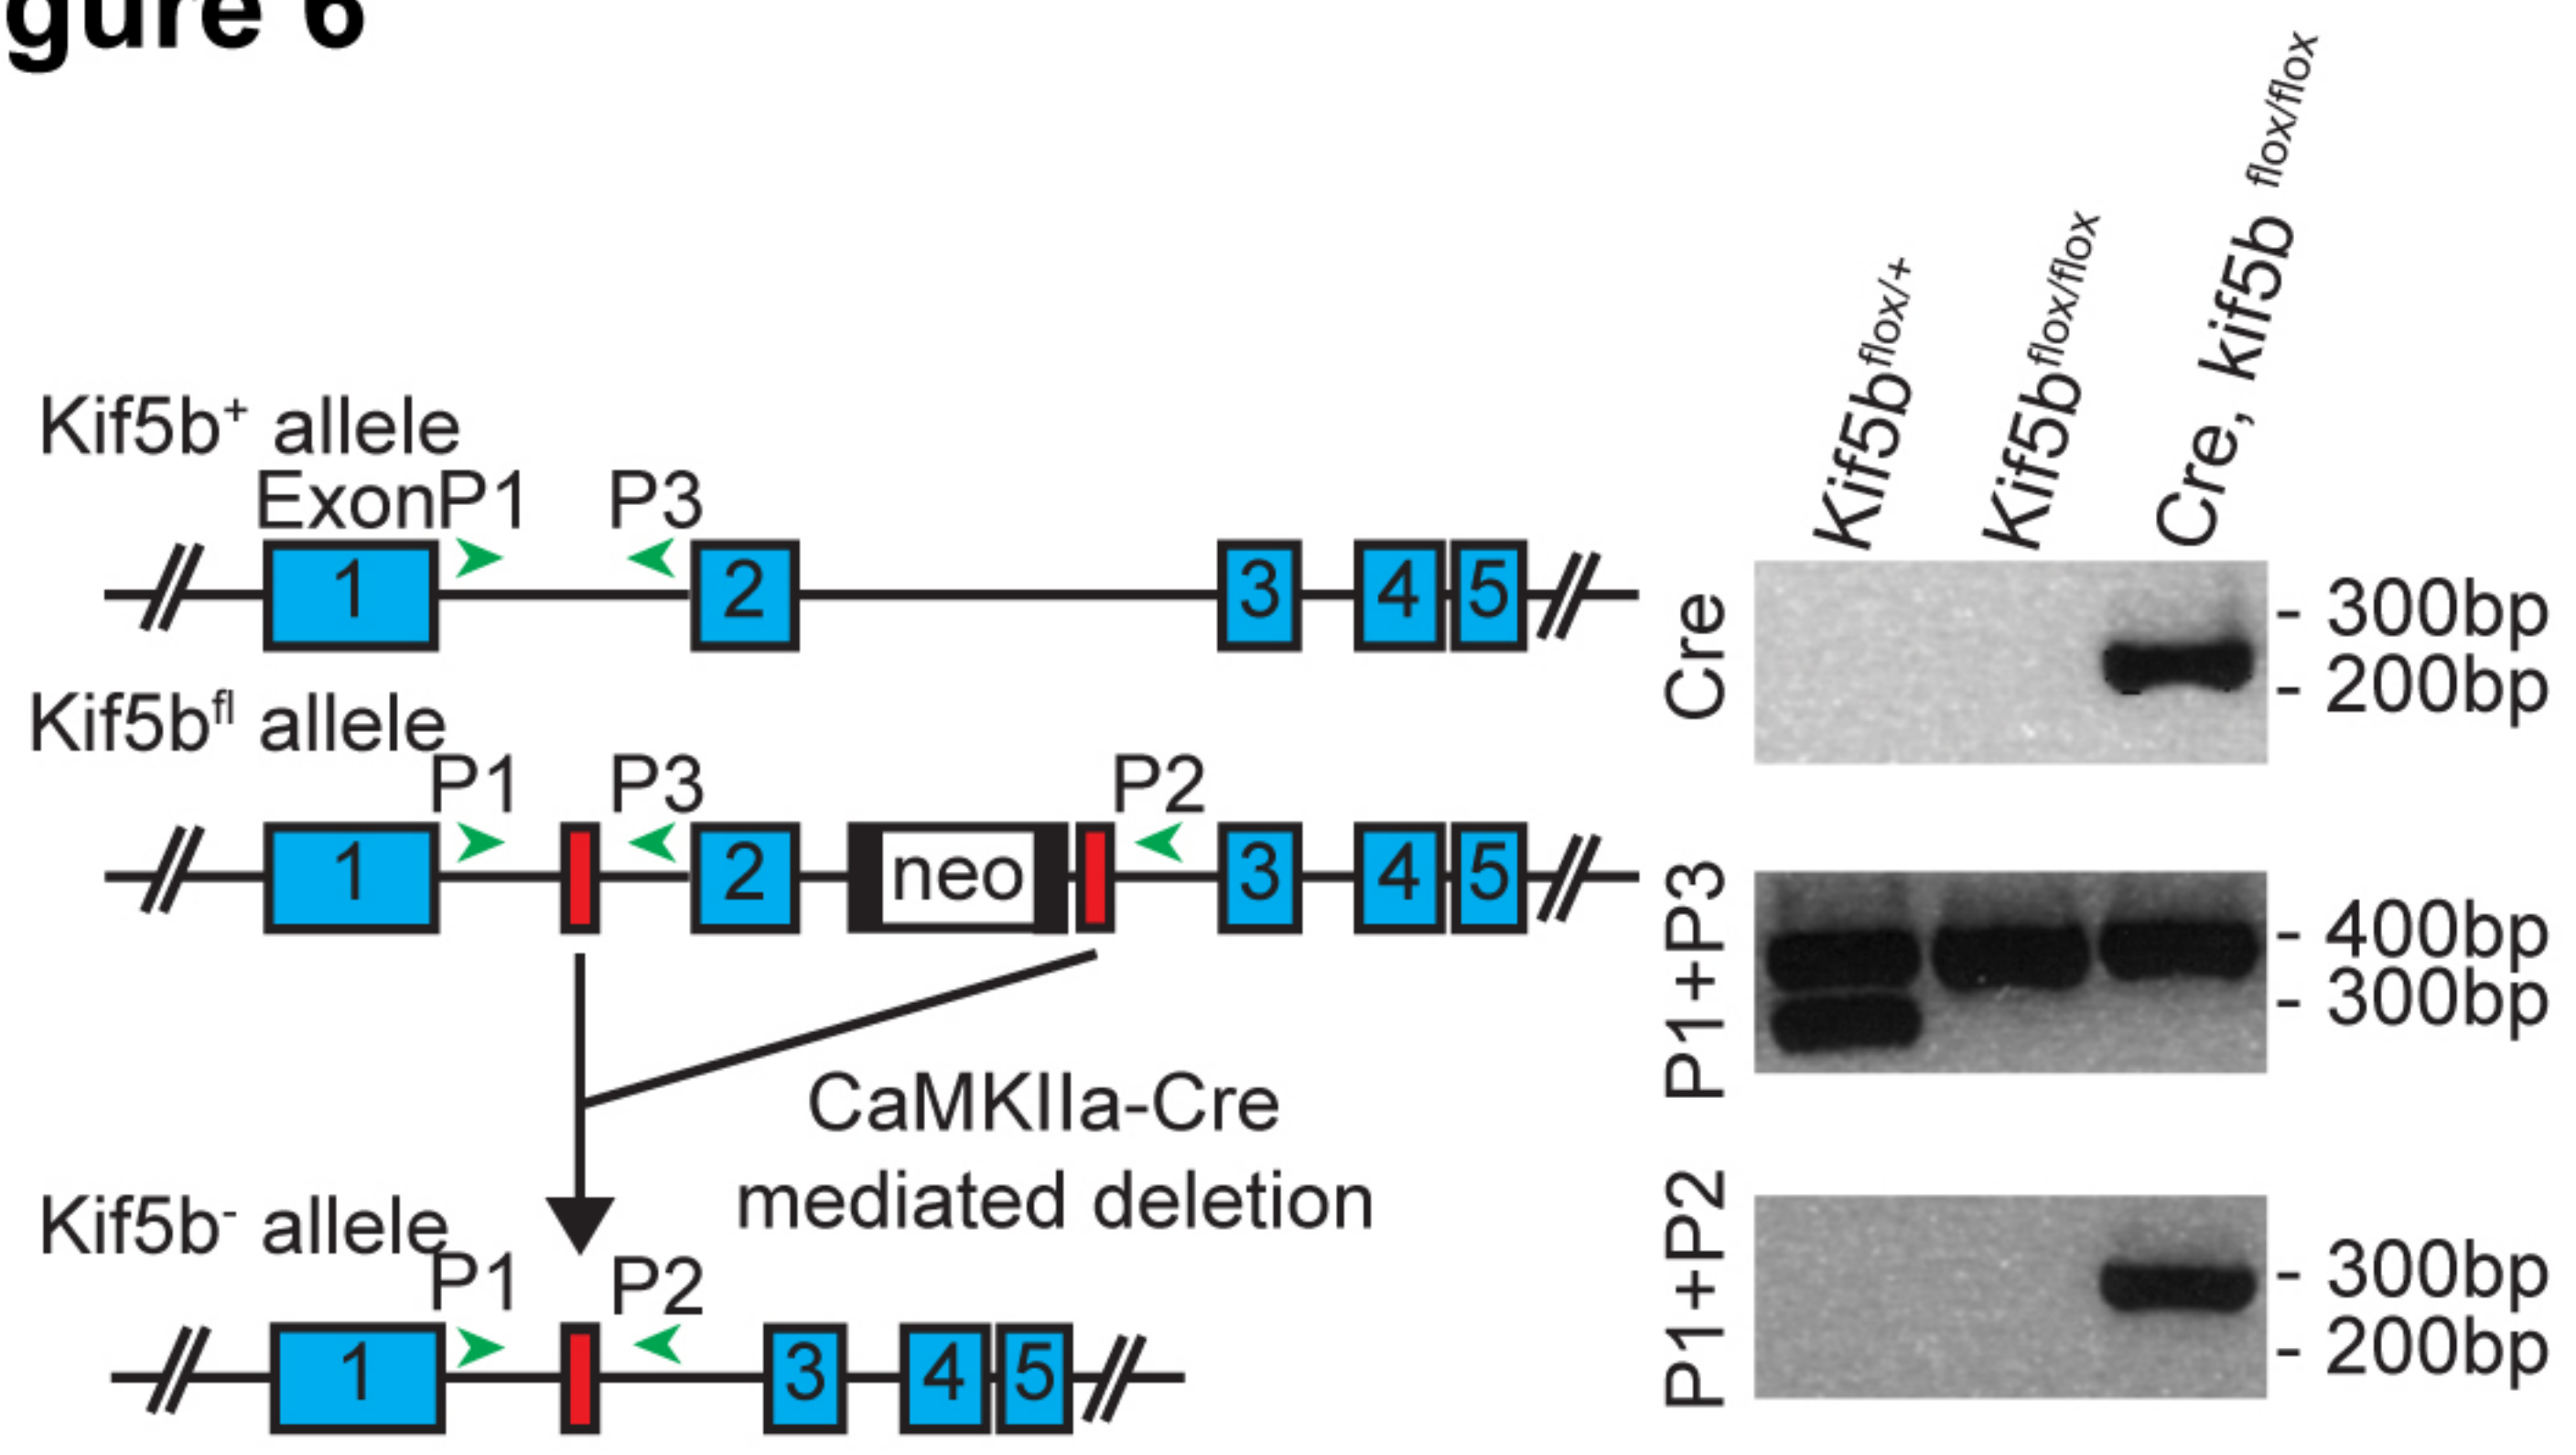 gure 6
Kif5b⁺ allele
ExonP1 P3
1 2 3 4 5
Kif5bᶠˡ allele
P1 P3 P2
1 2 neo 3 4 5
CaMKIIa-Cre
mediated deletion
Kif5b⁻ allele
P1 P2
1 3 4 5
Kif5bflox/+
Kif5bflox/flox
Cre, kif5b flox/flox
Cre
- 300bp
- 200bp
P1+P3
- 400bp
- 300bp
P1+P2
- 300bp
- 200bp